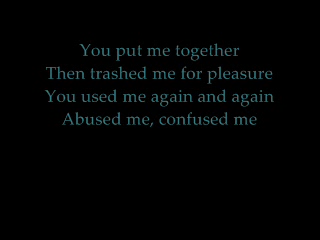 You put me together
Then trashed me for pleasure
You used me again and again
Abused me, confused me